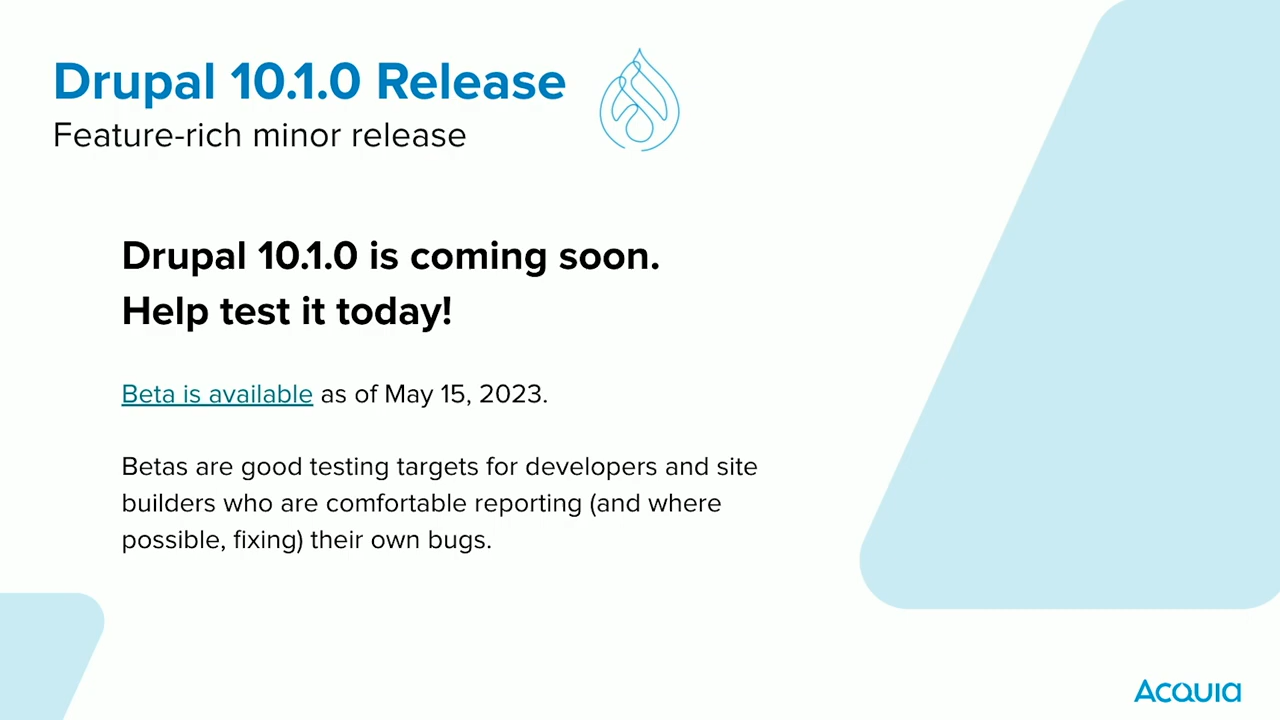 Drupal 10.1.0 Release
Feature-rich minor release
Drupal 10.1.0 is coming soon.
Help test it today!
Beta is available as of May 15, 2023.
Betas are good testing targets for developers and site
builders who are comfortable reporting (and where
possible, fixing) their own bugs.
Acquia